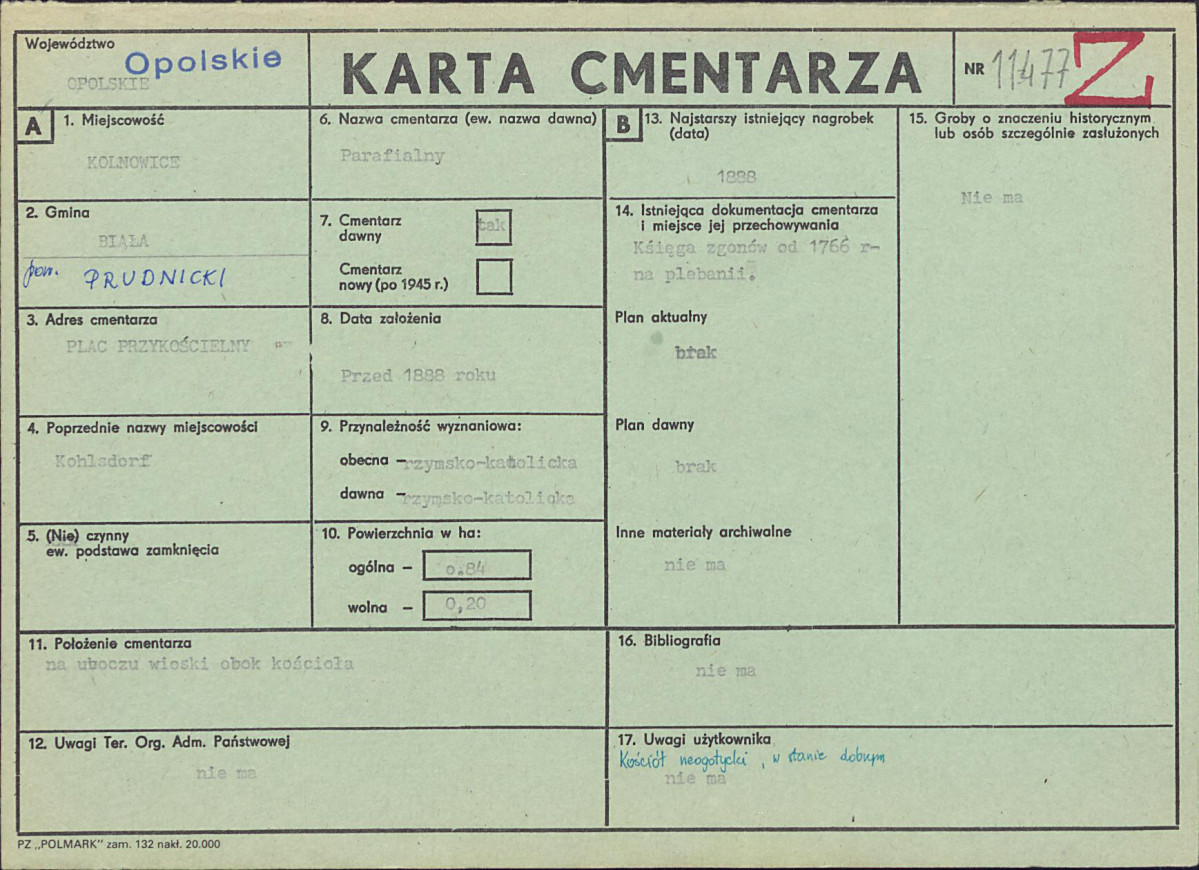 Województwo
Opolskie
OPOLSKIE
KARTA CMENTARZA
NR 11477 Z
A
1. Miejscowość
KOLNOWICE
2. Gmina
BIAŁA
pow. PRUDNICKI
3. Adres cmentarza
PLAC PRZYKOŚCIELNY
4. Poprzednie nazwy miejscowości
Kohlsdorf
5. (Nie) czynny
ew. podstawa zamknięcia
6. Nazwa cmentarza (ew. nazwa dawna)
Parafialny
7. Cmentarz
dawny
tak
Cmentarz
nowy (po 1945 r.)
8. Data założenia
Przed 1888 roku
9. Przynależność wyznaniowa:
obecna – rzymsko-katolicka
dawna – rzymsko-katolicka
10. Powierzchnia w ha:
ogólna – 0.84
wolna – 0,20
11. Położenie cmentarza
na uboczu wioski obok kościoła
12. Uwagi Ter. Org. Adm. Państwowej
nie ma
B
13. Najstarszy istniejący nagrobek
(data)
1888
14. Istniejąca dokumentacja cmentarza
i miejsce jej przechowywania
Księga zgonów od 1766 r-
na plebanii.
Plan aktualny
brak
Plan dawny
brak
Inne materiały archiwalne
nie ma
15. Groby o znaczeniu historycznym
lub osób szczególnie zasłużonych
Nie ma
16. Bibliografia
nie ma
17. Uwagi użytkownika
Kościół neogotycki, w stanie dobrym
nie ma
PZ „POLMARK" zam. 132 nakł. 20.000